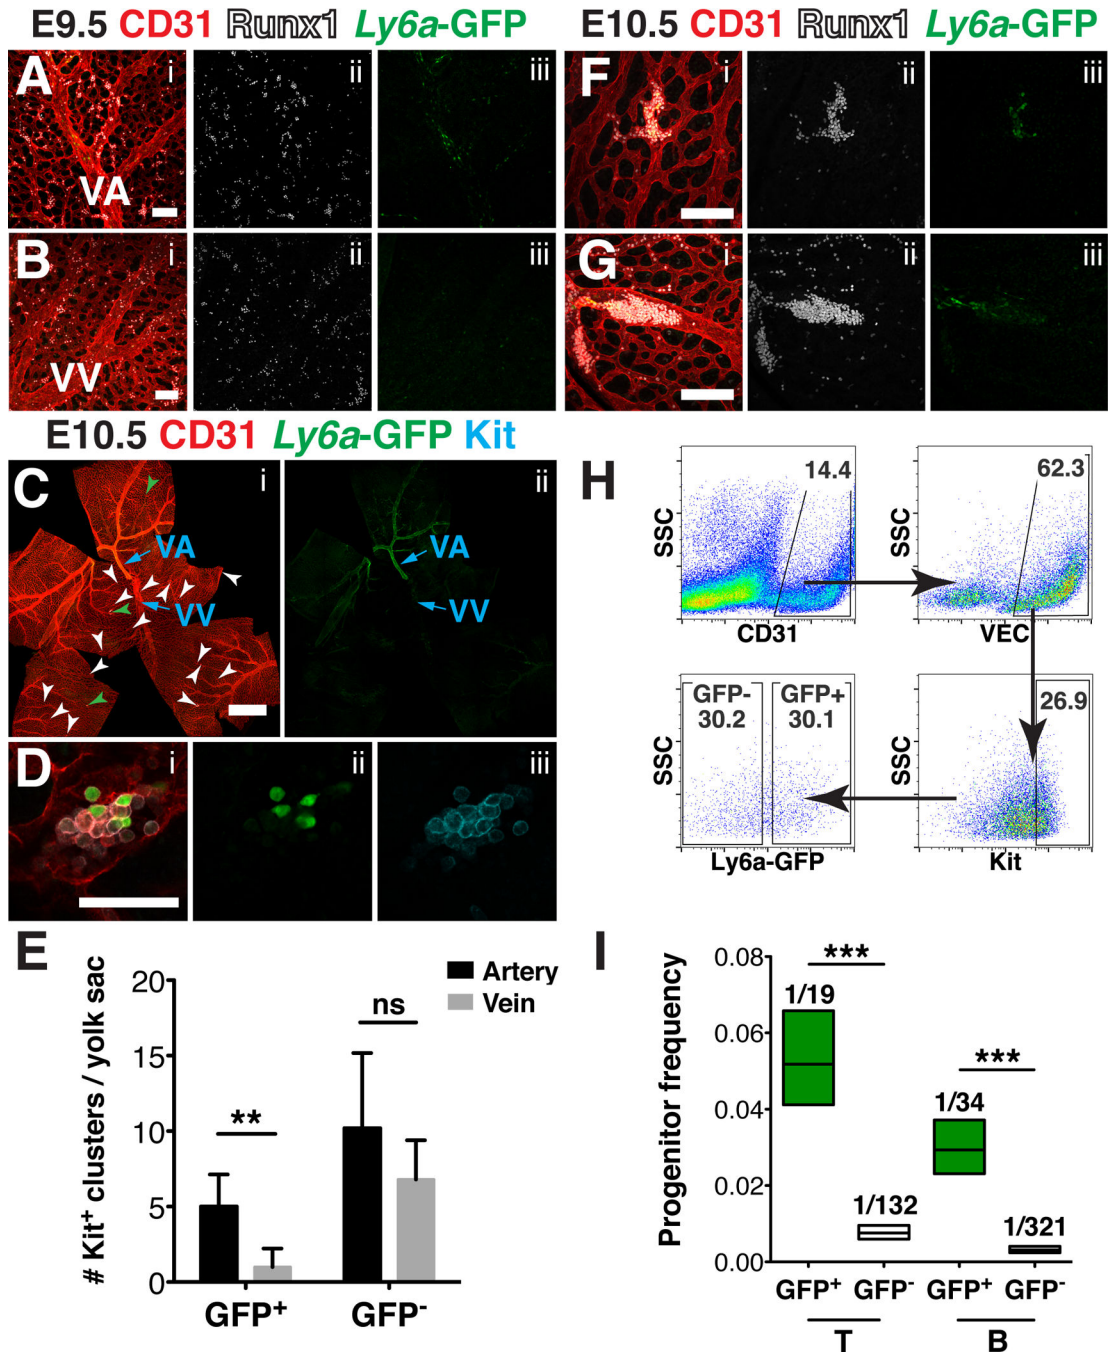 E9.5 CD31 Runx1 Ly6a-GFP
A i ii iii
VA
B i ii iii
VV
E10.5 CD31 Runx1 Ly6a-GFP
F i ii iii
G i ii iii
E10.5 CD31 Ly6a-GFP Kit
C i ii
VA VA
VV VV
D i ii iii
E
# Kit+ clusters / yolk sac
20
15
10
5
0
Artery
Vein
**
ns
GFP+ GFP-
H
14.4 62.3
SSC SSC
CD31 VEC
GFP- GFP+ 26.9
30.2 30.1
SSC SSC
Ly6a-GFP Kit
I
Progenitor frequency
0.08
0.06
0.04
0.02
0.00
***
1/19
***
1/34
1/132
1/321
GFP+ GFP- GFP+ GFP-
T B